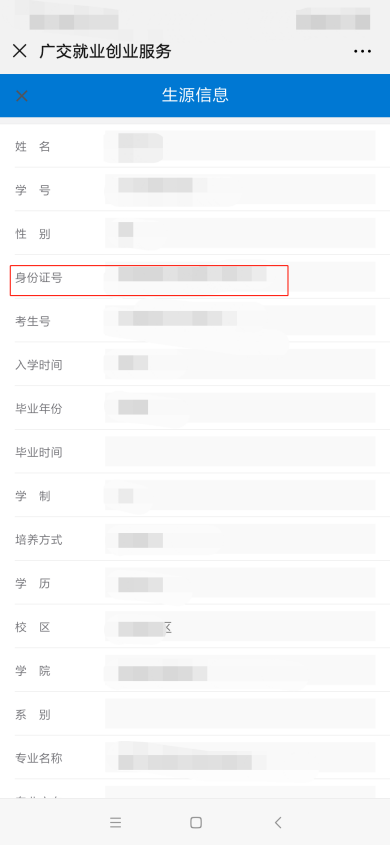 广交就业创业服务
生源信息
姓 名
学 号
性 别
身份证号
考生号
入学时间
毕业年份
毕业时间
学 制
培养方式
学 历
校 区 区
学 院
系 别
专业名称